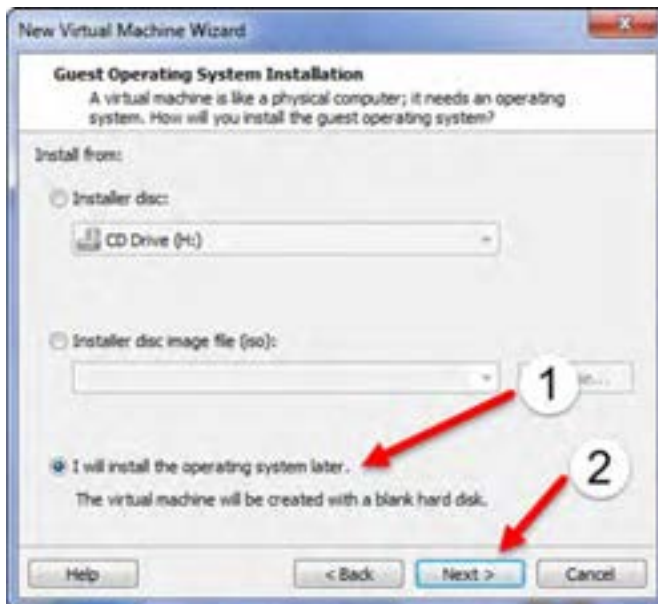 New Virtual Machine Wizard
Guest Operating System Installation
A virtual machine is like a physical computer; it needs an operating
system. How will you install the guest operating system?
Install from:
Installer disc:
CD Drive (H:)
Installer disc image file (iso):
1
I will install the operating system later.
2
The virtual machine will be created with a blank hard disk.
Help
< Back
Next >
Cancel